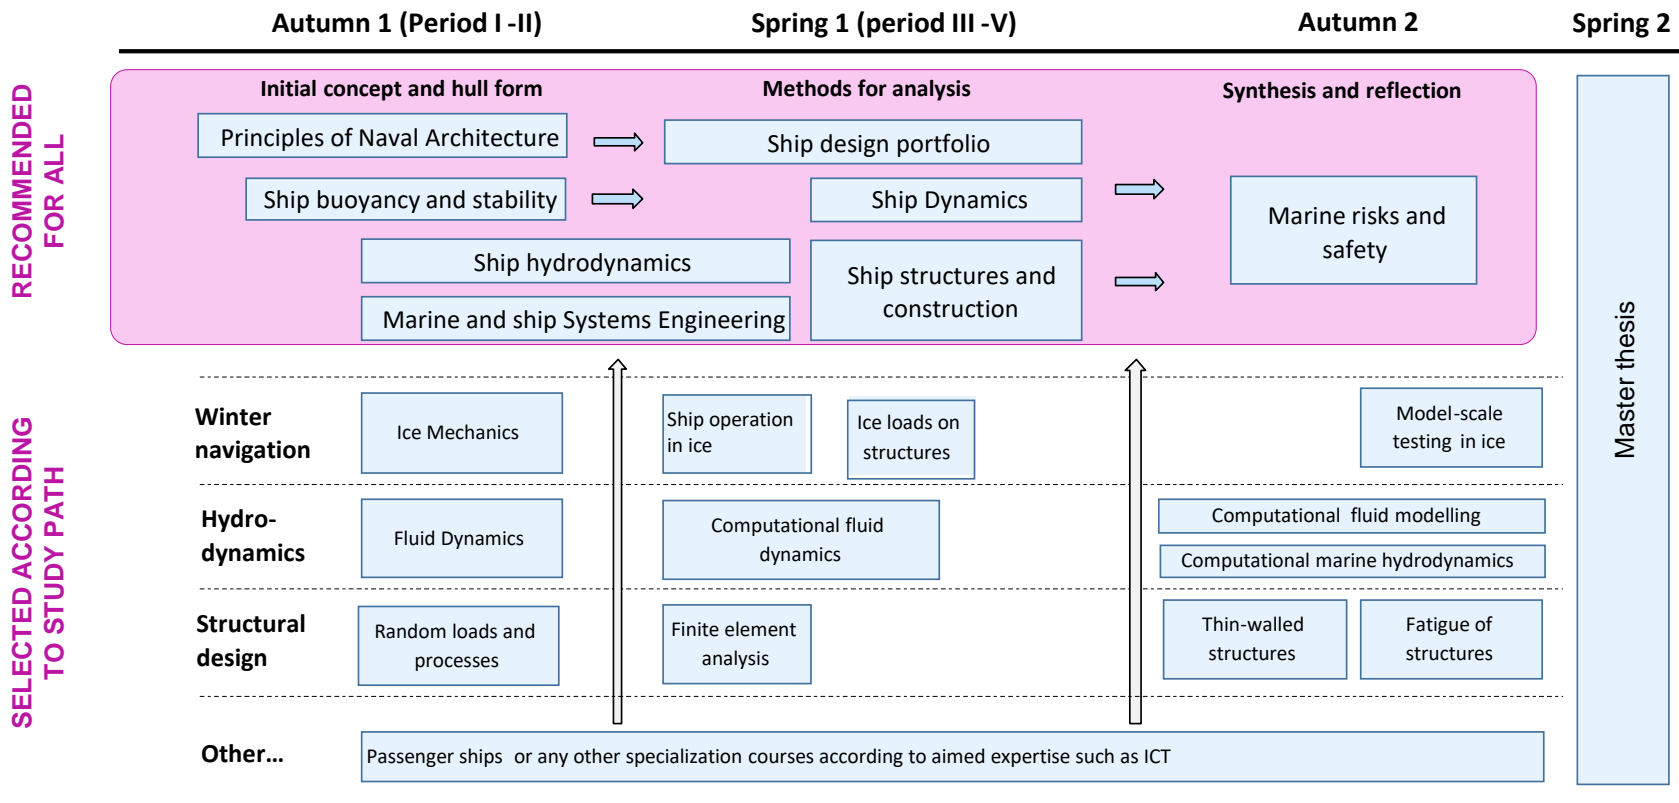 Autumn 1 (Period I -II)
Spring 1 (period III -V)
Autumn 2
Spring 2
RECOMMENDED
FOR ALL
Initial concept and hull form
Methods for analysis
Synthesis and reflection
Principles of Naval Architecture
Ship design portfolio
Ship buoyancy and stability
Ship Dynamics
Marine risks and
safety
Ship hydrodynamics
Ship structures and
construction
Marine and ship Systems Engineering
Master thesis
SELECTED ACCORDING
TO STUDY PATH
Winter
navigation
Ice Mechanics
Ship operation
in ice
Ice loads on
structures
Model-scale
testing in ice
Hydro-
dynamics
Fluid Dynamics
Computational fluid
dynamics
Computational fluid modelling
Computational marine hydrodynamics
Structural
design
Random loads and
processes
Finite element
analysis
Thin-walled
structures
Fatigue of
structures
Other...
Passenger ships or any other specialization courses according to aimed expertise such as ICT